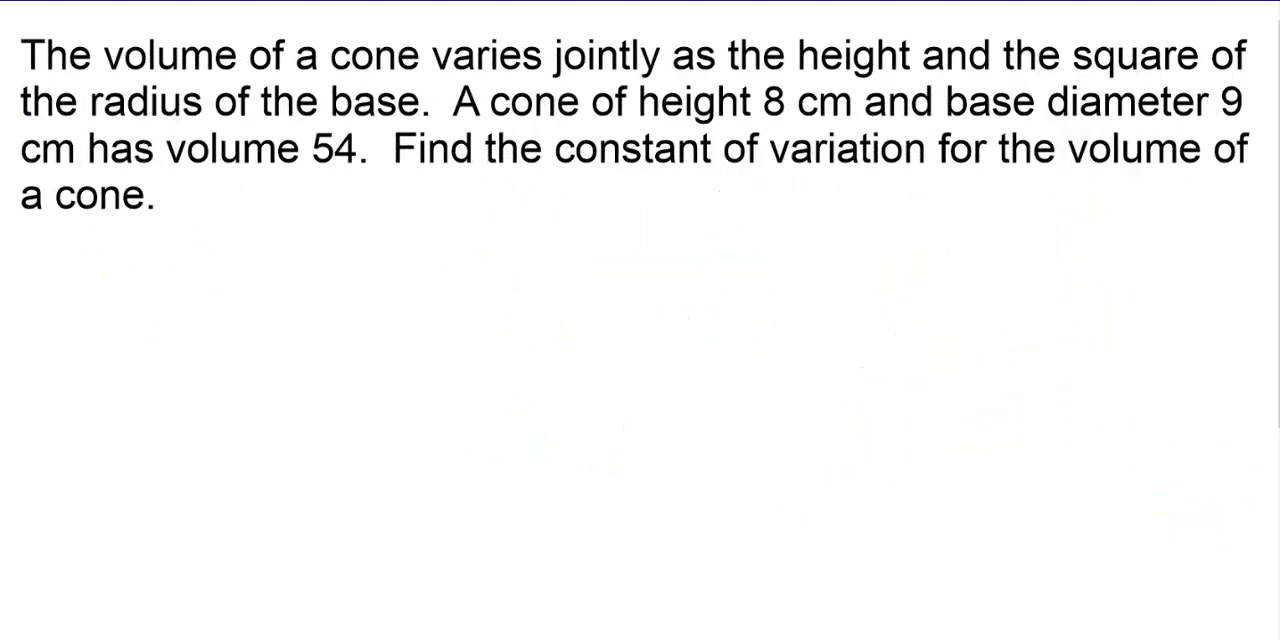 The volume of a cone varies jointly as the height and the square of
the radius of the base.  A cone of height 8 cm and base diameter 9
cm has volume 54.  Find the constant of variation for the volume of
a cone.